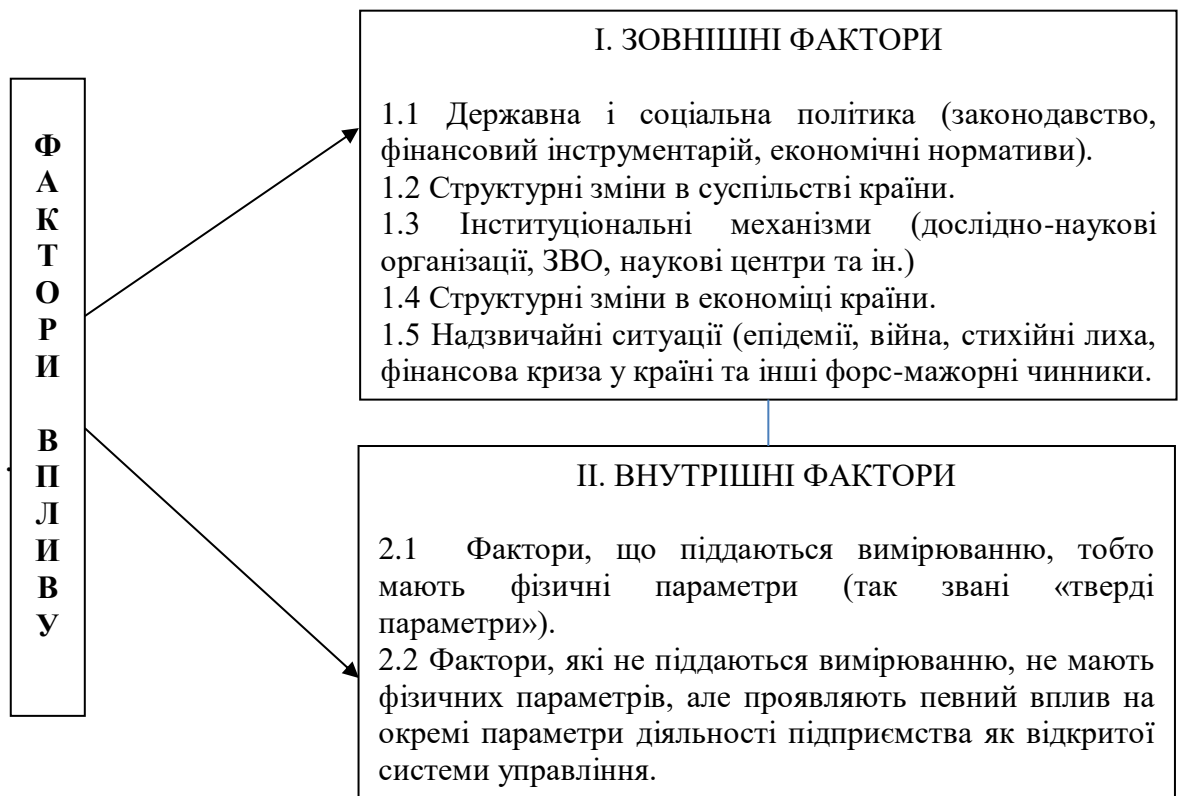 ФАКТОРИ ВПЛИВУ
І. ЗОВНІШНІ ФАКТОРИ
1.1 Державна і соціальна політика (законодавство,
фінансовий інструментарій, економічні нормативи).
1.2 Структурні зміни в суспільстві країни.
1.3 Інституціональні механізми (дослідно-наукові
організації, ЗВО, наукові центри та ін.)
1.4 Структурні зміни в економіці країни.
1.5 Надзвичайні ситуації (епідемії, війна, стихійні лиха,
фінансова криза у країні та інші форс-мажорні чинники.
ІІ. ВНУТРІШНІ ФАКТОРИ
2.1 Фактори, що піддаються вимірюванню, тобто
мають фізичні параметри (так звані «тверді
параметри»).
2.2 Фактори, які не піддаються вимірюванню, не мають
фізичних параметрів, але проявляють певний вплив на
окремі параметри діяльності підприємства як відкритої
системи управління.